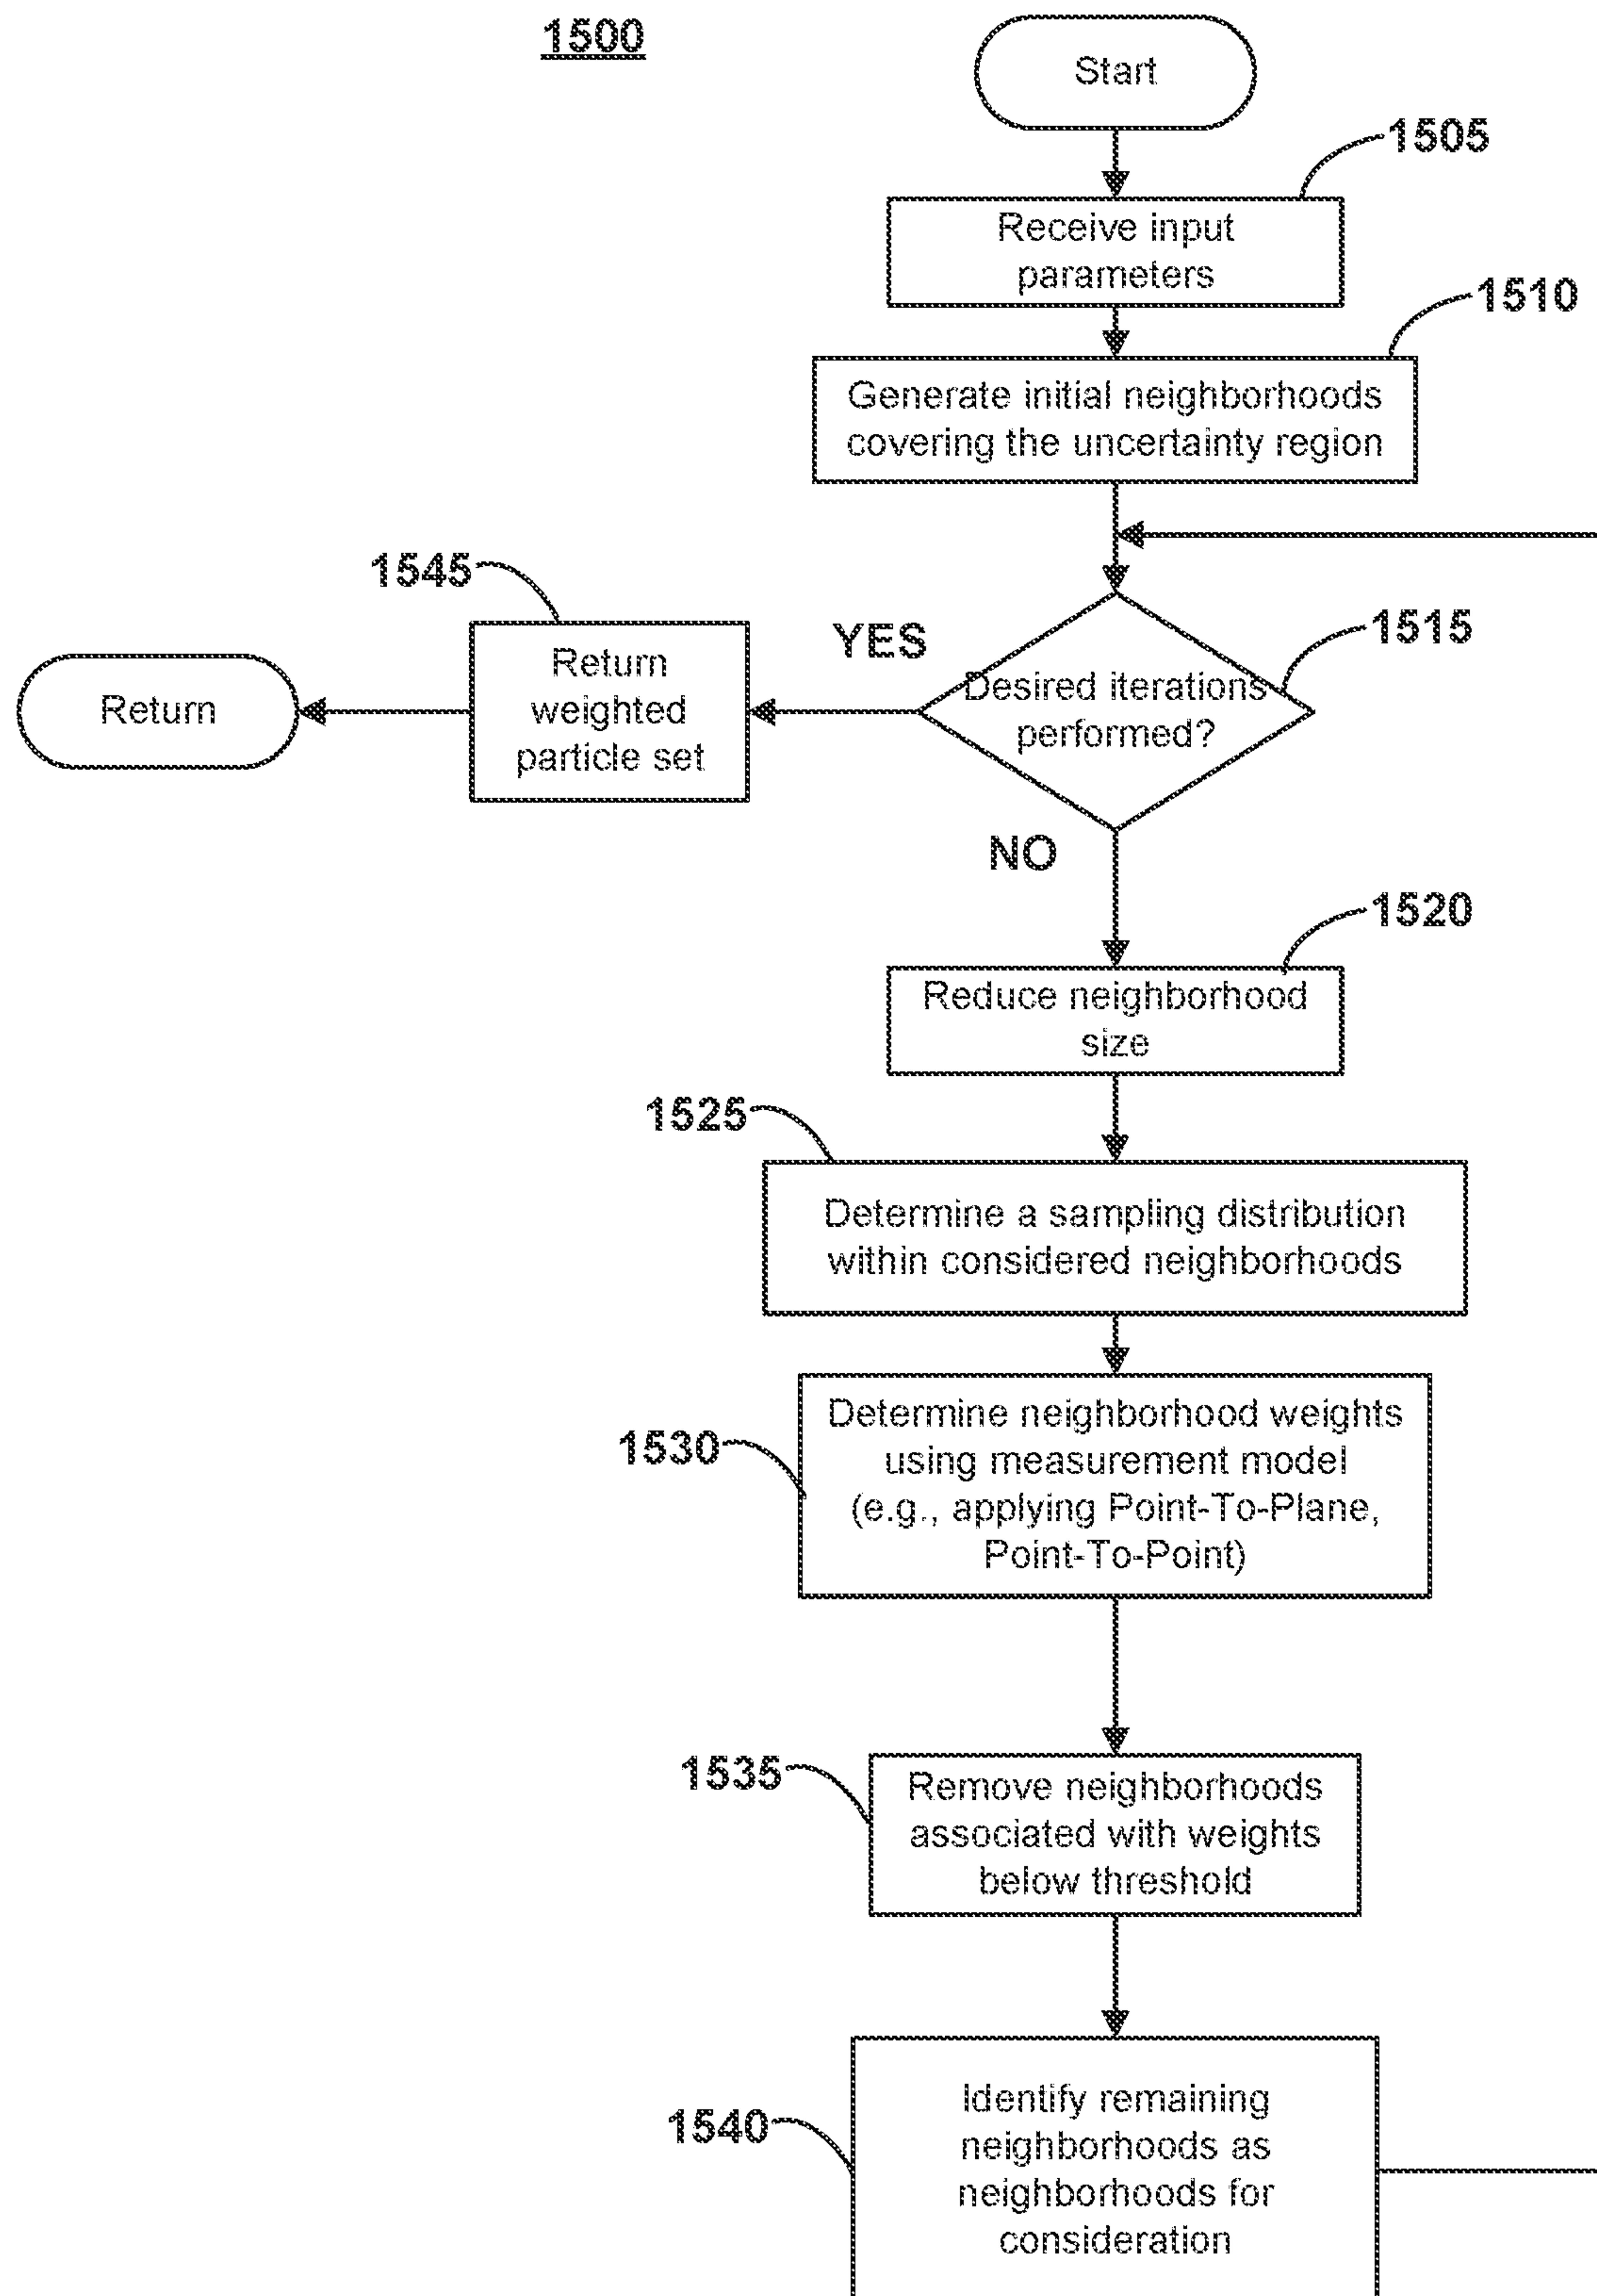 1500
Start
1505
Receive input
parameters
1510
Generate initial neighborhoods
covering the uncertainty region
1545
Return
weighted
particle set
Return
YES
1515
Desired iterations
performed?
NO
1520
Reduce neighborhood
size
1525
Determine a sampling distribution
within considered neighborhoods
1530
Determine neighborhood weights
using measurement model
(e.g., applying Point-To-Plane,
Point-To-Point)
1535
Remove neighborhoods
associated with weights
below threshold
1540
Identify remaining
neighborhoods as
neighborhoods for
consideration